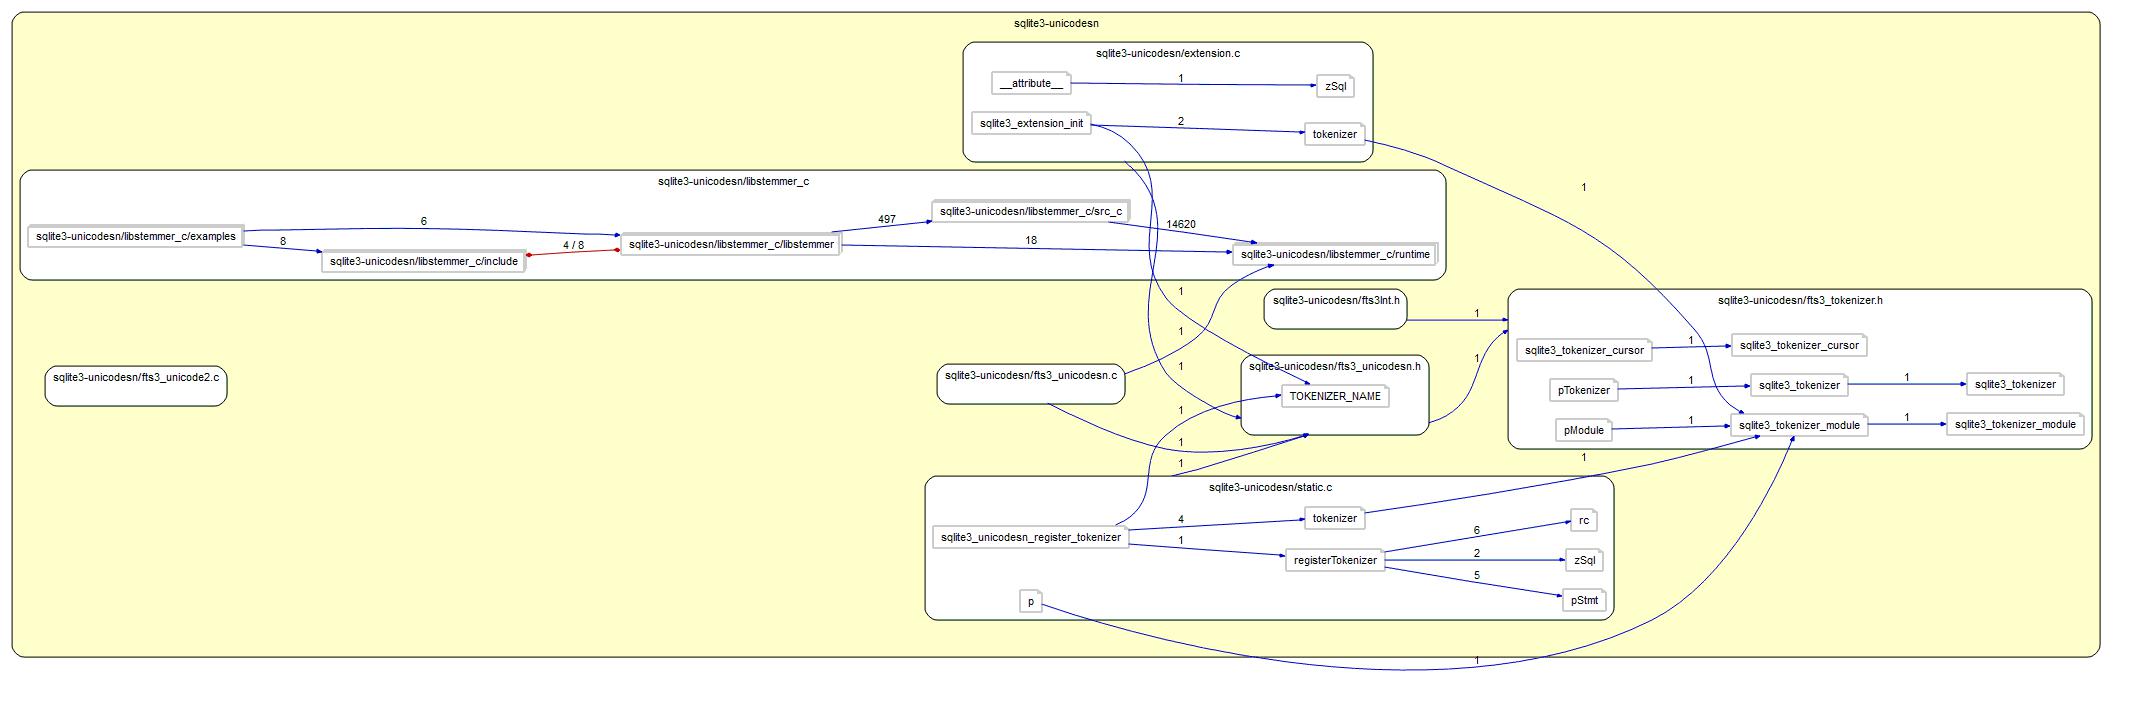 sqlite3-unicodesn
sqlite3-unicodesn/extension.c
__attribute__
1
zSql
sqlite3_extension_init
2
tokenizer
sqlite3-unicodesn/libstemmer_c
1
sqlite3-unicodesn/libstemmer_c/examples
6
8
sqlite3-unicodesn/libstemmer_c/include
4 / 8
sqlite3-unicodesn/libstemmer_c/libstemmer
497
sqlite3-unicodesn/libstemmer_c/src_c
14620
18
sqlite3-unicodesn/libstemmer_c/runtime
1
1
1
sqlite3-unicodesn/fts3Int.h
1
sqlite3-unicodesn/fts3_tokenizer.h
sqlite3_tokenizer_cursor
1
sqlite3_tokenizer_cursor
pTokenizer
1
sqlite3_tokenizer
1
sqlite3_tokenizer
pModule
1
sqlite3_tokenizer_module
1
sqlite3_tokenizer_module
sqlite3-unicodesn/fts3_unicode2.c
sqlite3-unicodesn/fts3_unicodesn.c
sqlite3-unicodesn/fts3_unicodesn.h
TOKENIZER_NAME
1
1
1
1
1
sqlite3-unicodesn/static.c
sqlite3_unicodesn_register_tokenizer
4
tokenizer
1
registerTokenizer
6
rc
2
zSql
5
pStmt
p
1